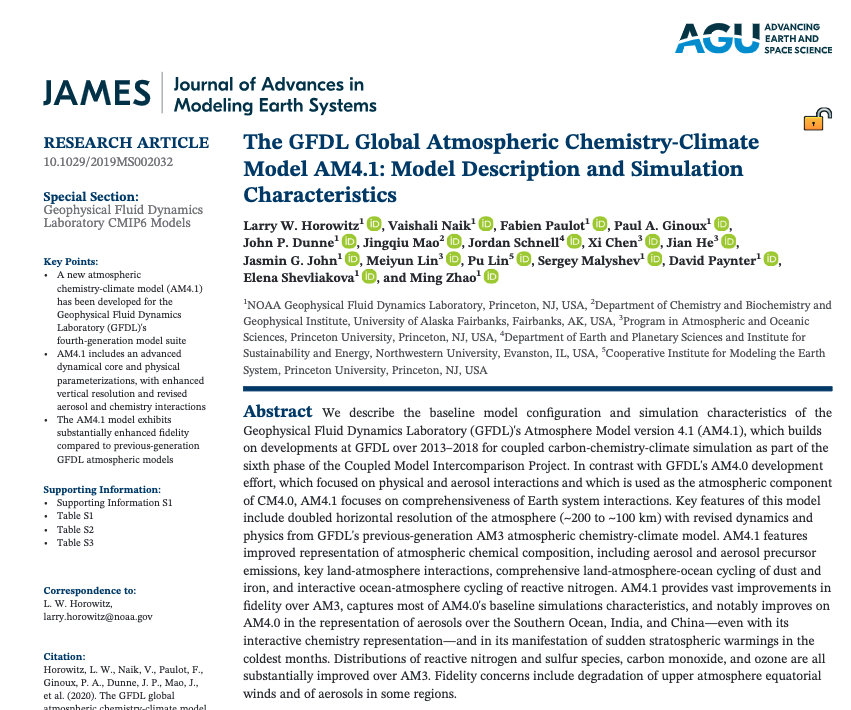 AGU ADVANCING
EARTH AND
SPACE SCIENCE
JAMES Journal of Advances in
Modeling Earth Systems
RESEARCH ARTICLE
10.1029/2019MS002032
Special Section:
Geophysical Fluid Dynamics
Laboratory CMIP6 Models
Key Points:
• A new atmospheric
chemistry-climate model (AM4.1)
has been developed for the
Geophysical Fluid Dynamics
Laboratory (GFDL)'s
fourth-generation model suite
• AM4.1 includes an advanced
dynamical core and physical
parameterizations, with enhanced
vertical resolution and revised
aerosol and chemistry interactions
• The AM4.1 model exhibits
substantially enhanced fidelity
compared to previous-generation
GFDL atmospheric models
Supporting Information:
• Supporting Information S1
• Table S1
• Table S2
• Table S3
Correspondence to:
L. W. Horowitz,
larry.horowitz@noaa.gov
Citation:
Horowitz, L. W., Naik, V., Paulot, F.,
Ginoux, P. A., Dunne, J. P., Mao, J.,
et al. (2020). The GFDL global
atmospheric chemistry-climate model
The GFDL Global Atmospheric Chemistry-Climate
Model AM4.1: Model Description and Simulation
Characteristics
Larry W. Horowitz¹ iD, Vaishali Naik¹ iD, Fabien Paulot¹ iD, Paul A. Ginoux¹ iD,
John P. Dunne¹ iD, Jingqiu Mao² iD, Jordan Schnell⁴ iD, Xi Chen³ iD, Jian He³ iD,
Jasmin G. John¹ iD, Meiyun Lin³ iD, Pu Lin⁵ iD, Sergey Malyshev¹ iD, David Paynter¹ iD,
Elena Shevliakova¹ iD, and Ming Zhao¹ iD
¹NOAA Geophysical Fluid Dynamics Laboratory, Princeton, NJ, USA, ²Department of Chemistry and Biochemistry and
Geophysical Institute, University of Alaska Fairbanks, Fairbanks, AK, USA, ³Program in Atmospheric and Oceanic
Sciences, Princeton University, Princeton, NJ, USA, ⁴Department of Earth and Planetary Sciences and Institute for
Sustainability and Energy, Northwestern University, Evanston, IL, USA, ⁵Cooperative Institute for Modeling the Earth
System, Princeton University, Princeton, NJ, USA
Abstract We describe the baseline model configuration and simulation characteristics of the
Geophysical Fluid Dynamics Laboratory (GFDL)'s Atmosphere Model version 4.1 (AM4.1), which builds
on developments at GFDL over 2013–2018 for coupled carbon-chemistry-climate simulation as part of the
sixth phase of the Coupled Model Intercomparison Project. In contrast with GFDL's AM4.0 development
effort, which focused on physical and aerosol interactions and which is used as the atmospheric component
of CM4.0, AM4.1 focuses on comprehensiveness of Earth system interactions. Key features of this model
include doubled horizontal resolution of the atmosphere (~200 to ~100 km) with revised dynamics and
physics from GFDL's previous-generation AM3 atmospheric chemistry-climate model. AM4.1 features
improved representation of atmospheric chemical composition, including aerosol and aerosol precursor
emissions, key land-atmosphere interactions, comprehensive land-atmosphere-ocean cycling of dust and
iron, and interactive ocean-atmosphere cycling of reactive nitrogen. AM4.1 provides vast improvements in
fidelity over AM3, captures most of AM4.0's baseline simulations characteristics, and notably improves on
AM4.0 in the representation of aerosols over the Southern Ocean, India, and China—even with its
interactive chemistry representation—and in its manifestation of sudden stratospheric warmings in the
coldest months. Distributions of reactive nitrogen and sulfur species, carbon monoxide, and ozone are all
substantially improved over AM3. Fidelity concerns include degradation of upper atmosphere equatorial
winds and of aerosols in some regions.